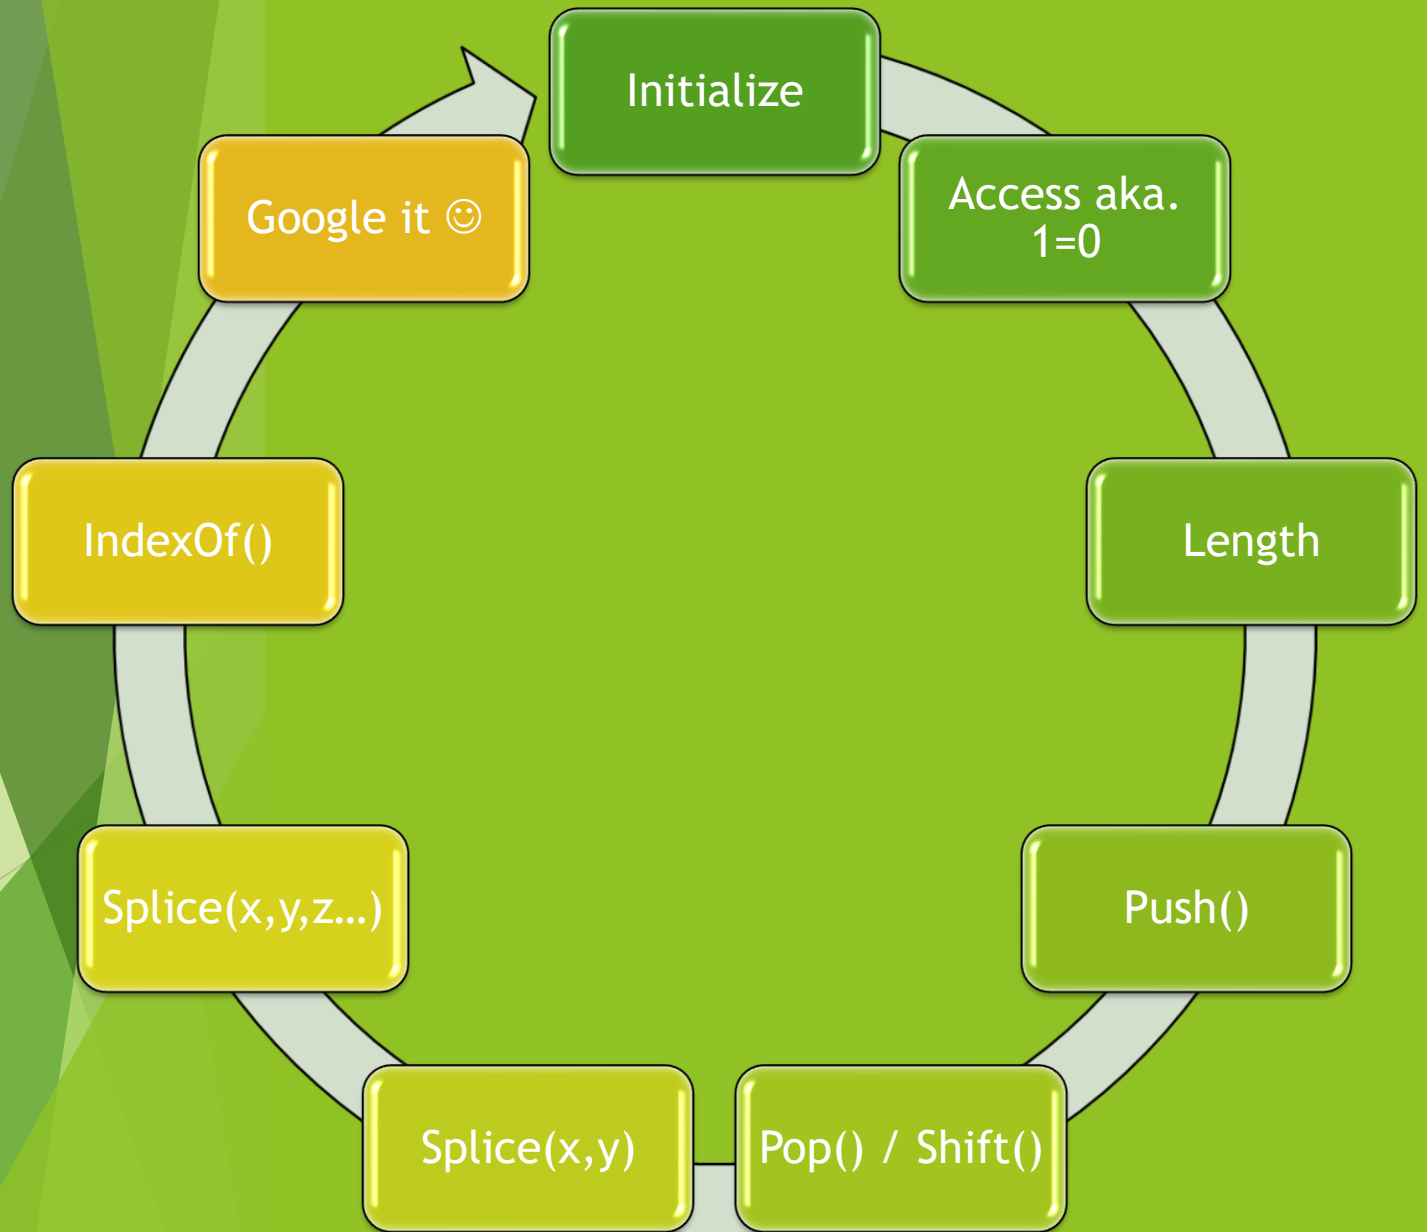 Initialize
Access aka.
1=0
Length
Push()
Pop() / Shift()
Splice(x,y)
Splice(x,y,z…)
IndexOf()
Google it ☺